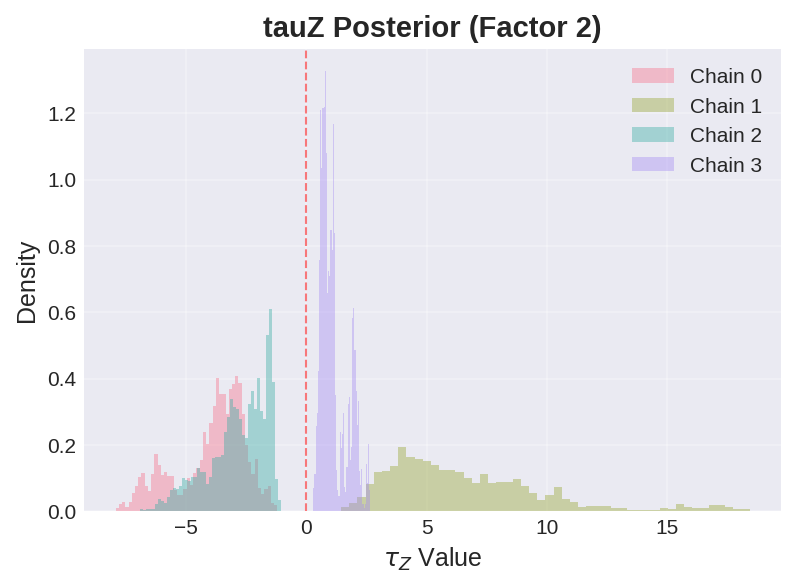 tauZ Posterior (Factor 2)
Chain 0
Chain 1
Chain 2
Chain 3
Density
1.2
1.0
0.8
0.6
0.4
0.2
0.0
−5 0 5 10 15
τZ Value